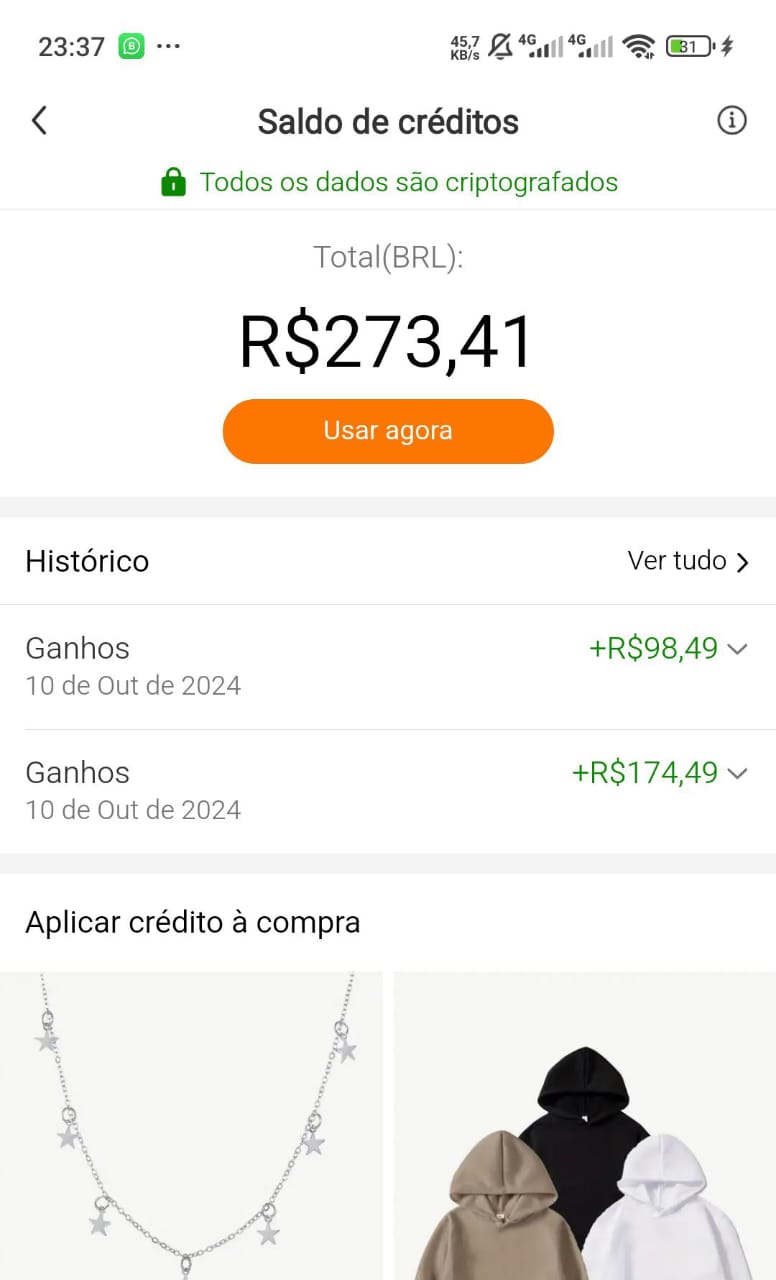 23:37
45,7
KB/s
4G
4G
31
Saldo de créditos
Todos os dados são criptografados
Total(BRL):
R$273,41
Usar agora
Histórico
Ver tudo
Ganhos
+R$98,49
10 de Out de 2024
Ganhos
+R$174,49
10 de Out de 2024
Aplicar crédito à compra